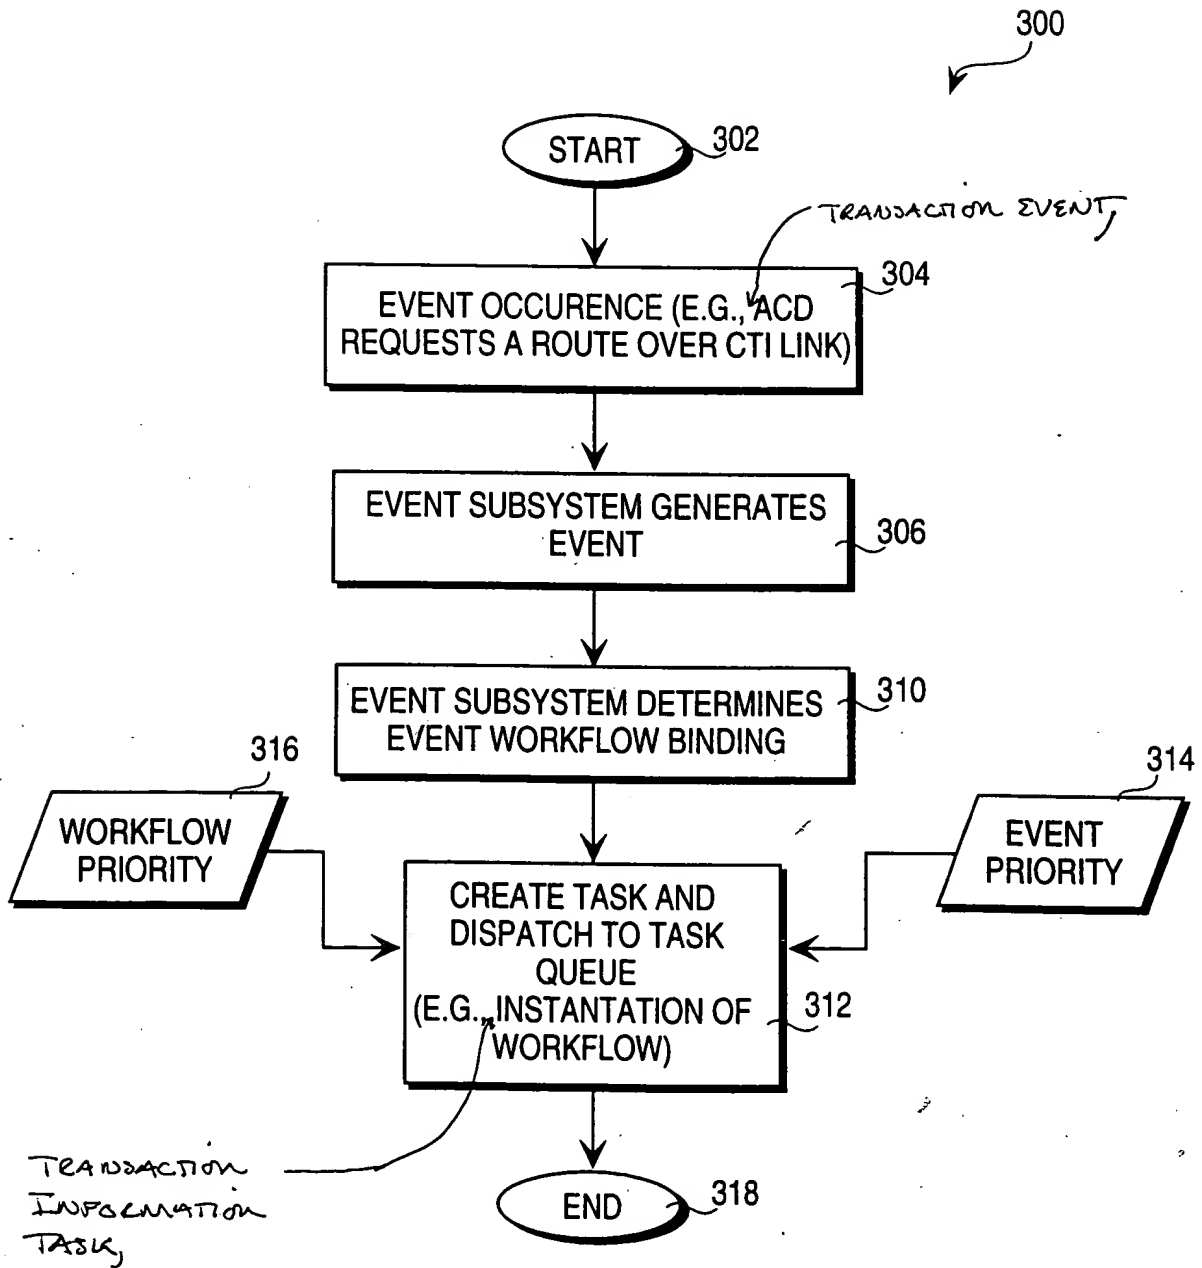 300
START
302
TRANSACTION EVENT,
304
EVENT OCCURENCE (E.G., ACD
REQUESTS A ROUTE OVER CTI LINK)
EVENT SUBSYSTEM GENERATES
EVENT
306
EVENT SUBSYSTEM DETERMINES
EVENT WORKFLOW BINDING
310
316
WORKFLOW
PRIORITY
314
EVENT
PRIORITY
CREATE TASK AND
DISPATCH TO TASK
QUEUE
(E.G., INSTANTATION OF
WORKFLOW)
312
TRANSACTION
INFORMATION
TASK,
END
318